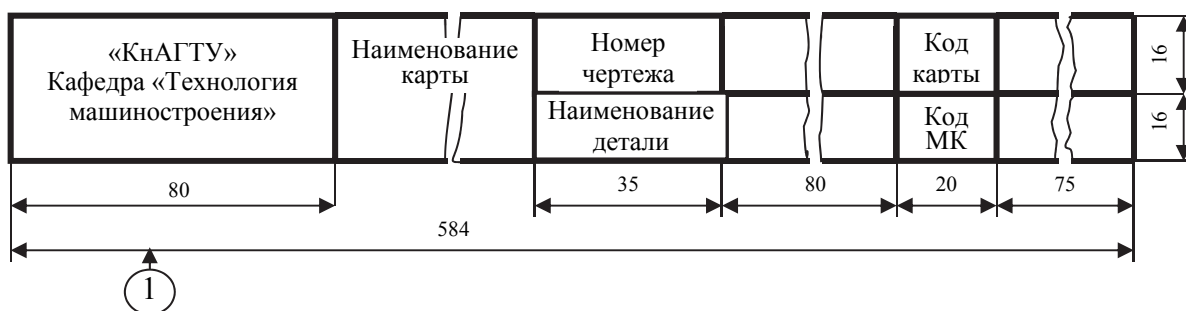 «КнАГТУ»
Кафедра «Технология
машиностроения»
Наименование
карты
Номер
чертежа
Код
карты
16
Наименование
детали
Код
МК
16
80
35
80
20
75
584
1